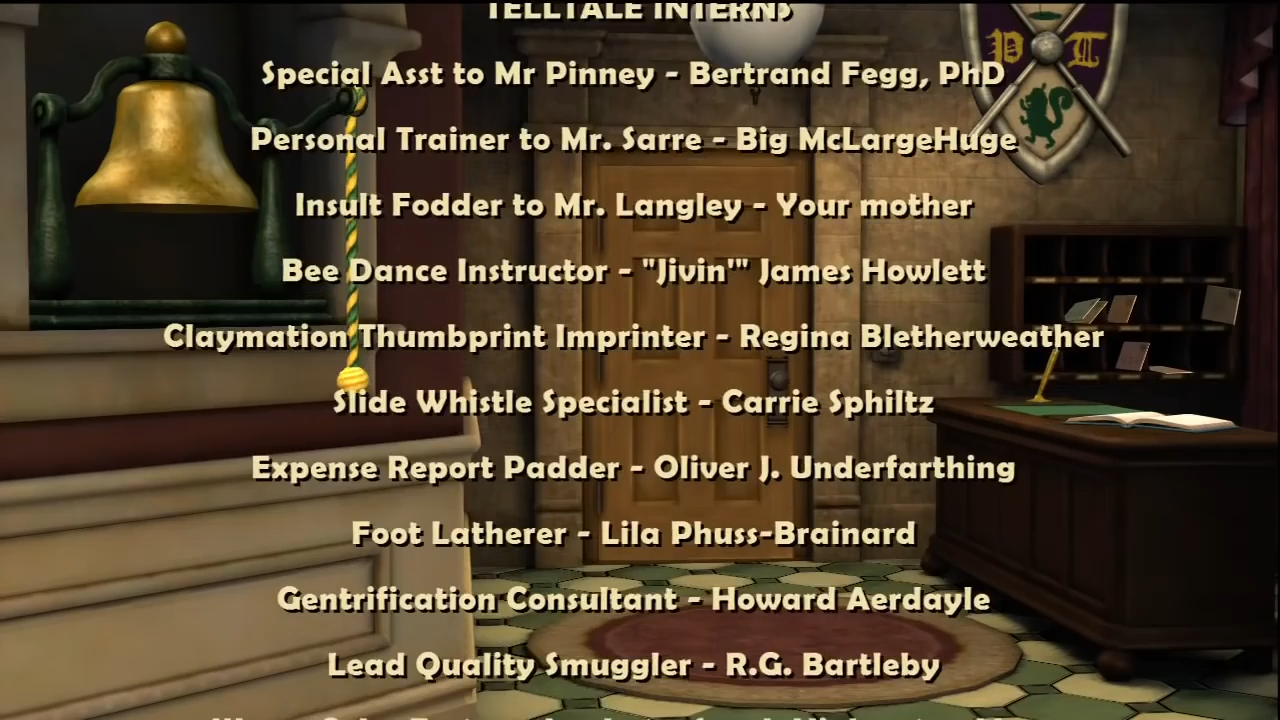 TELLTALE INTERNS
Special Asst to Mr Pinney - Bertrand Fegg, PhD
Personal Trainer to Mr. Sarre - Big McLargeHuge
Insult Fodder to Mr. Langley - Your mother
Bee Dance Instructor - "Jivin'" James Howlett
Claymation Thumbprint Imprinter - Regina Bletherweather
Slide Whistle Specialist - Carrie Sphiltz
Expense Report Padder - Oliver J. Underfarthing
Foot Latherer - Lila Phuss-Brainard
Gentrification Consultant - Howard Aerdayle
Lead Quality Smuggler - R.G. Bartleby
P T